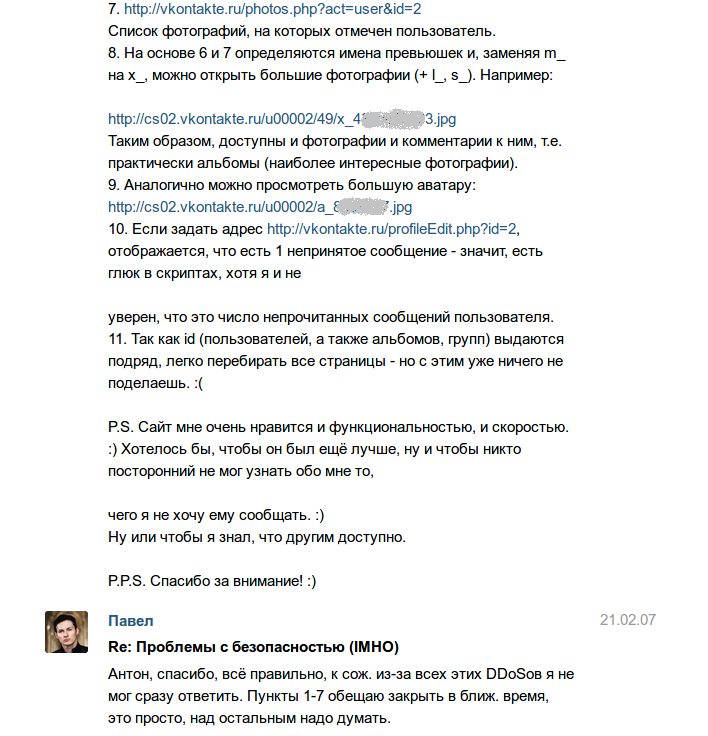 7. http://vkontakte.ru/photos.php?act=user&id=2
Список фотографий, на которых отмечен пользователь.
8. На основе 6 и 7 определяются имена превьюшек и, заменяя m_
на x_, можно открыть большие фотографии (+ l_, s_). Например:
http://cs02.vkontakte.ru/u00002/49/x_4 3.jpg
Таким образом, доступны и фотографии и комментарии к ним, т.е.
практически альбомы (наиболее интересные фотографии).
9. Аналогично можно просмотреть большую аватару:
http://cs02.vkontakte.ru/u00002/a_8 7.jpg
10. Если задать адрес http://vkontakte.ru/profileEdit.php?id=2,
отображается, что есть 1 непринятое сообщение - значит, есть
глюк в скриптах, хотя я и не
уверен, что это число непрочитанных сообщений пользователя.
11. Так как id (пользователей, а также альбомов, групп) выдаются
подряд, легко перебирать все страницы - но с этим уже ничего не
поделаешь. :(
P.S. Сайт мне очень нравится и функциональностью, и скоростью.
:) Хотелось бы, чтобы он был ещё лучше, ну и чтобы никто
посторонний не мог узнать обо мне то,
чего я не хочу ему сообщать. :)
Ну или чтобы я знал, что другим доступно.
P.P.S. Спасибо за внимание! :)
Павел 21.02.07
Re: Проблемы с безопасностью (IMHO)
Антон, спасибо, всё правильно, к сож. из-за всех этих DDoSов я не
мог сразу ответить. Пункты 1-7 обещаю закрыть в ближ. время,
это просто, над остальным надо думать.